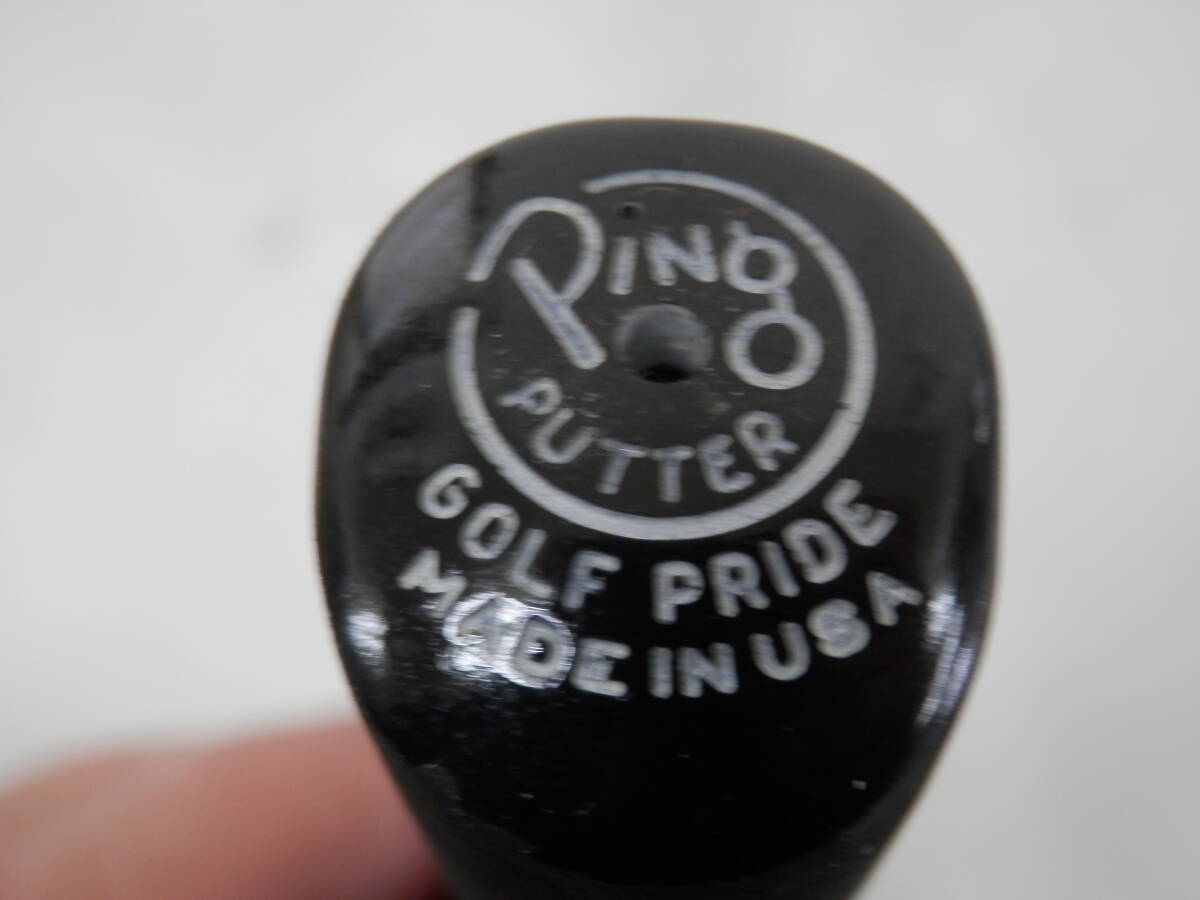 PiNg
PUTTER
GOLF PRIDE
MADE IN USA